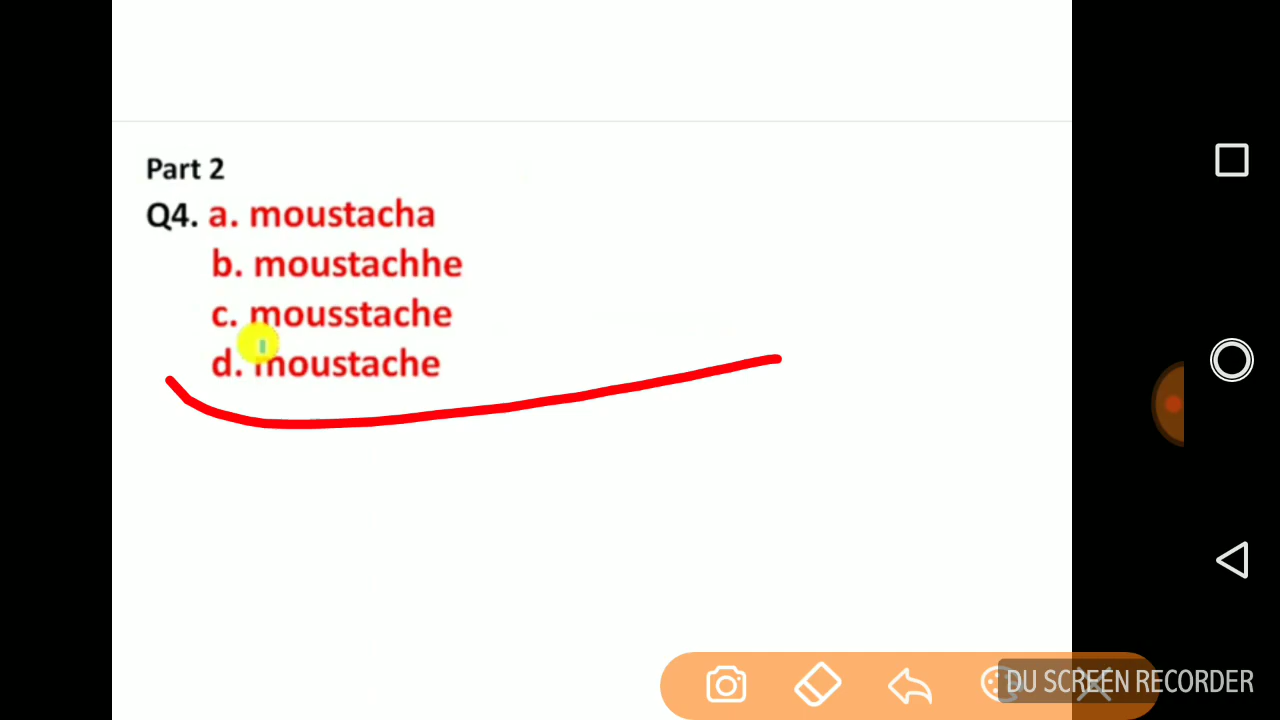 Part 2
Q4. a. moustacha
b. moustachhe
c. mousstache
d. moustache
DU SCREEN RECORDER